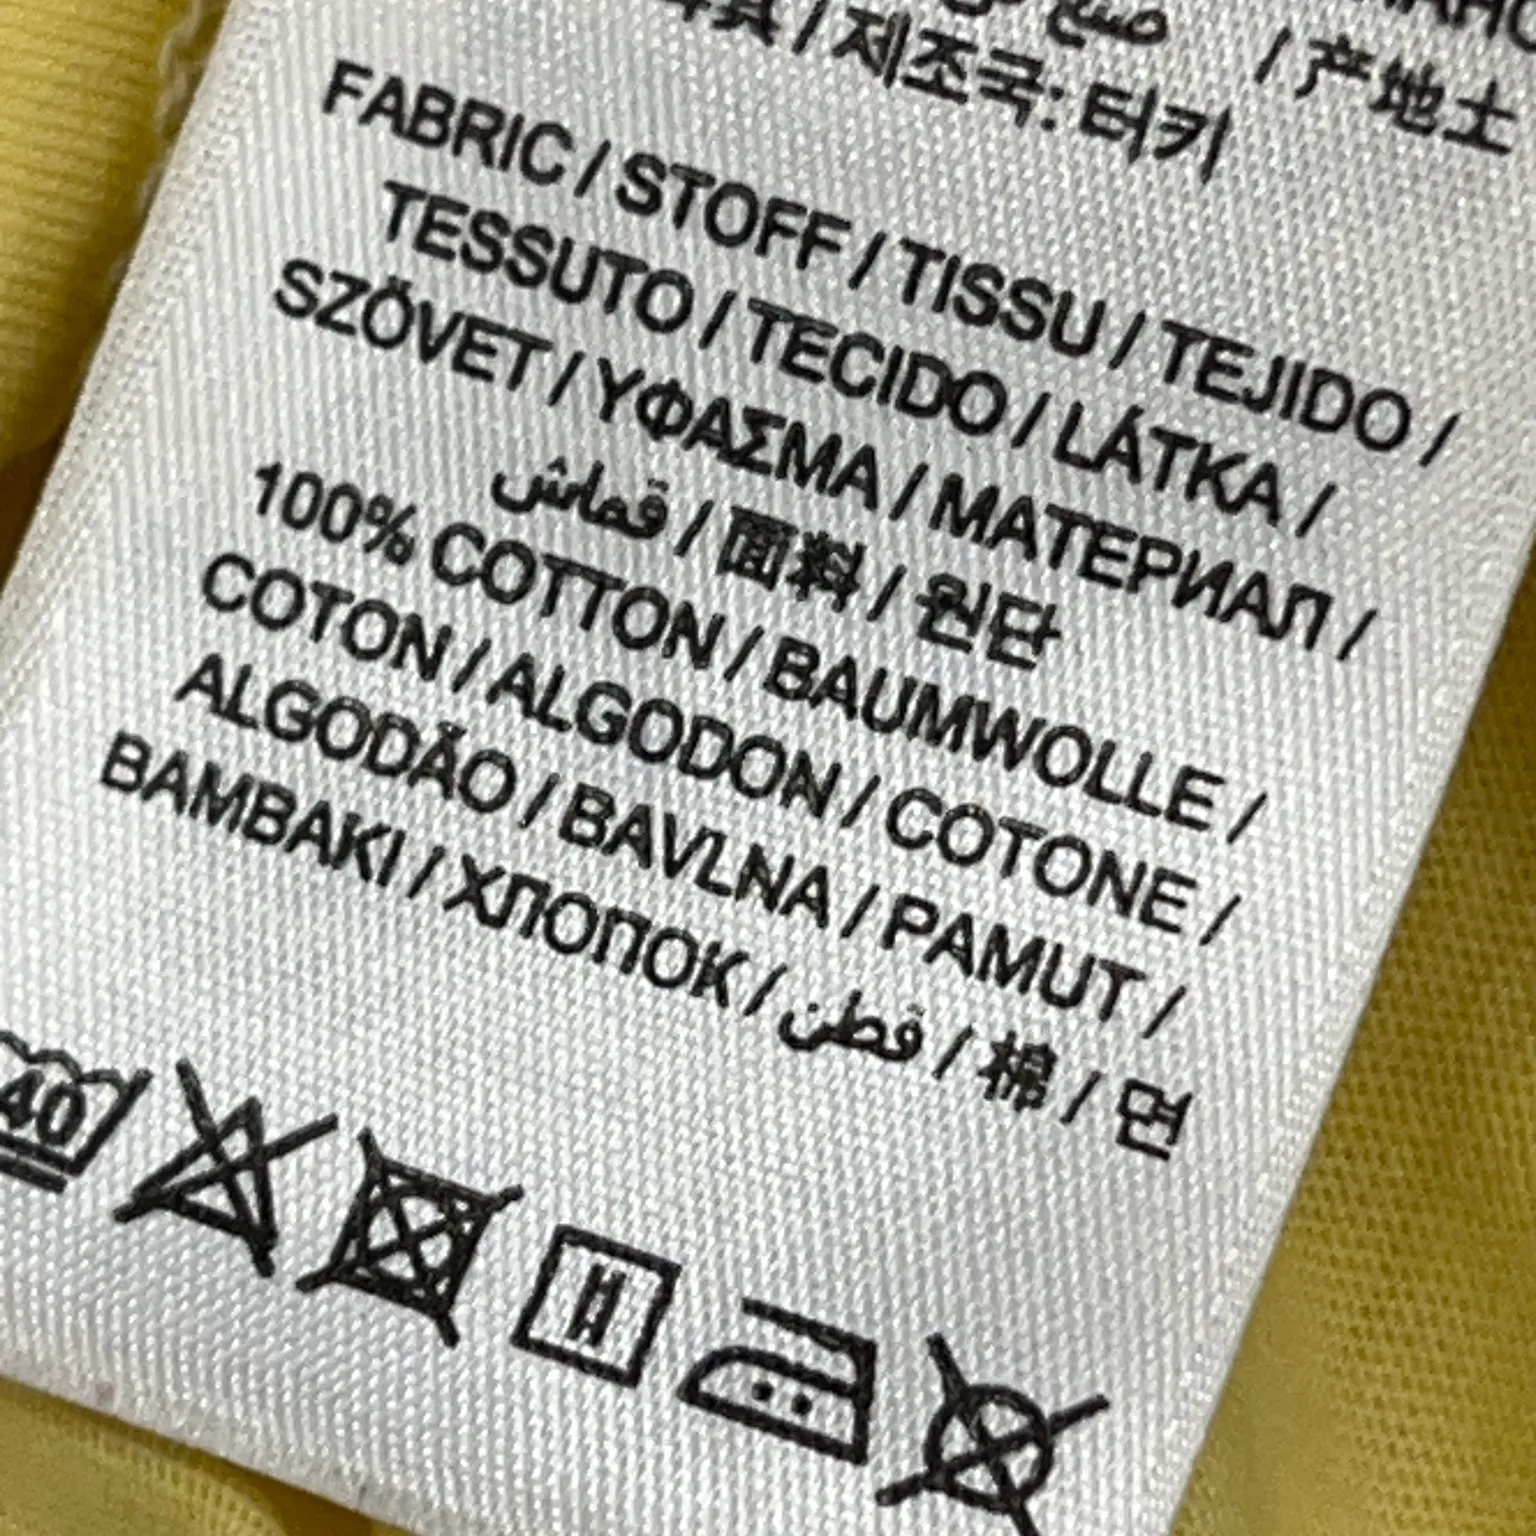 / 제조국: 터키 / 产地土
FABRIC / STOFF / TISSU / TEJIDO /
TESSUTO / TECIDO / LÁTKA /
SZÖVET / ΥΦΑΣΜΑ / МАТЕРИАЛ /
قماش / 面料 / 원단
100% COTTON / BAUMWOLLE /
COTON / ALGODON / COTONE /
ALGODÃO / BAVLNA / PAMUT /
BAMBAKI / ХЛОПОК / قطن / 棉 / 면
40